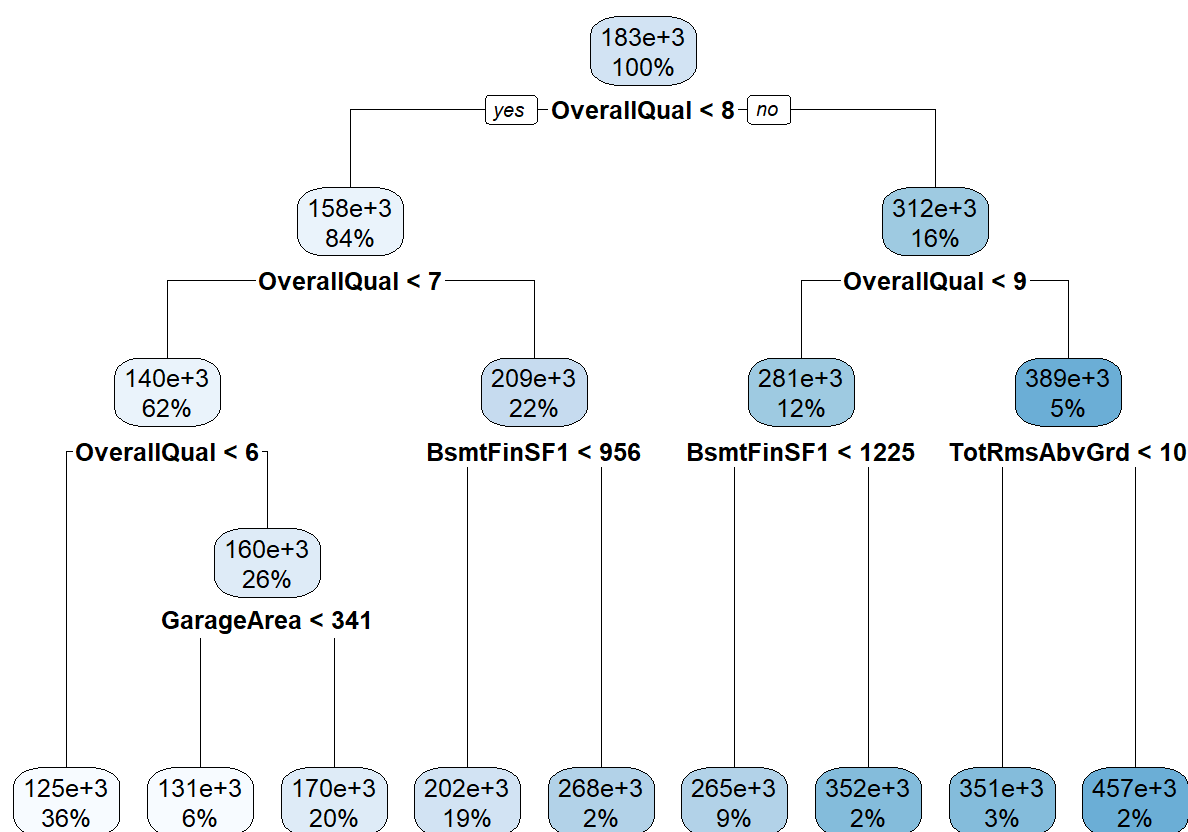 183e+3
100%
yes OverallQual < 8 no
158e+3 312e+3
84% 16%
OverallQual < 7 OverallQual < 9
140e+3 209e+3 281e+3 389e+3
62% 22% 12% 5%
OverallQual < 6 BsmtFinSF1 < 956 BsmtFinSF1 < 1225 TotRmsAbvGrd < 10
160e+3
26%
GarageArea < 341
125e+3 131e+3 170e+3 202e+3 268e+3 265e+3 352e+3 351e+3 457e+3
36% 6% 20% 19% 2% 9% 2% 3% 2%